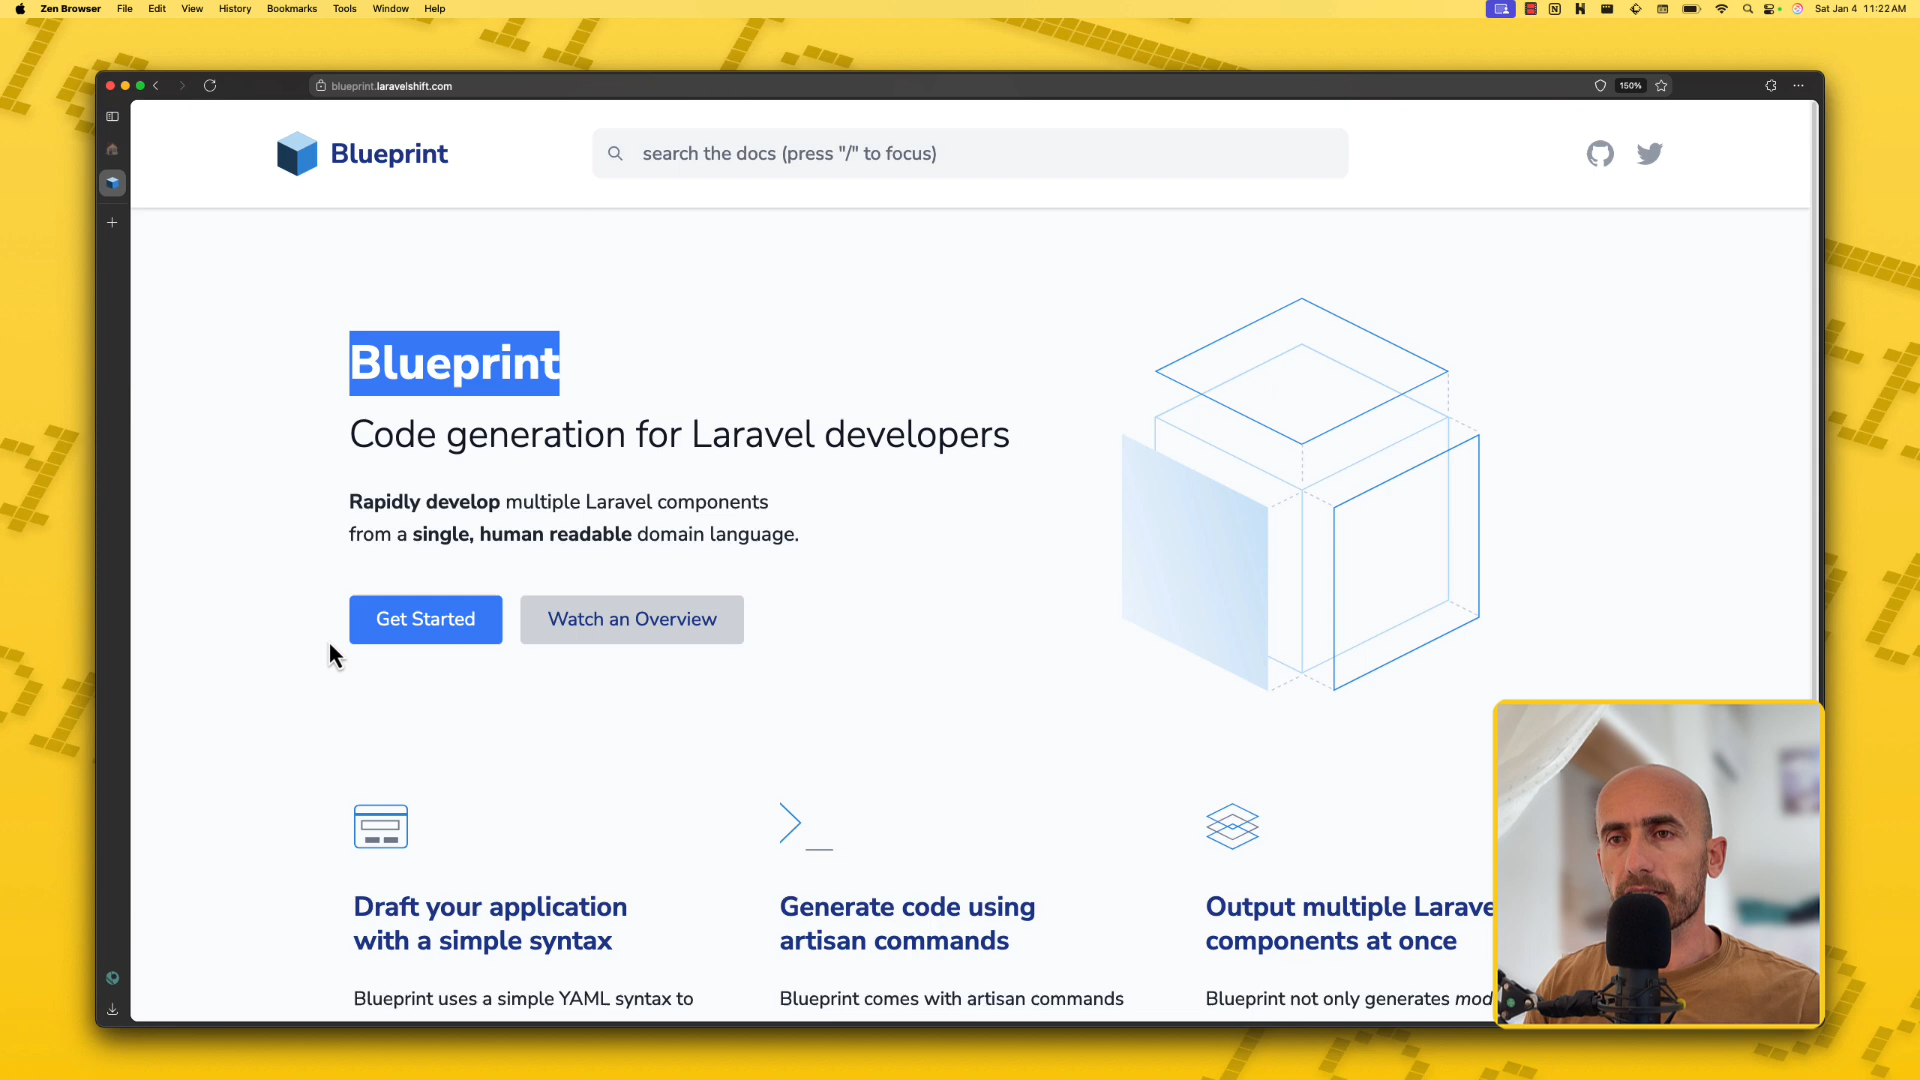 Zen Browser File Edit View History Bookmarks Tools Window Help
Sat Jan 4 11:22 AM
blueprint.laravelshift.com
150%
Blueprint
search the docs (press "/" to focus)
Blueprint
Code generation for Laravel developers
Rapidly develop multiple Laravel components
from a single, human readable domain language.
Get Started
Watch an Overview
Draft your application
with a simple syntax
Blueprint uses a simple YAML syntax to
Generate code using
artisan commands
Blueprint comes with artisan commands
Output multiple Larave
components at once
Blueprint not only generates mod